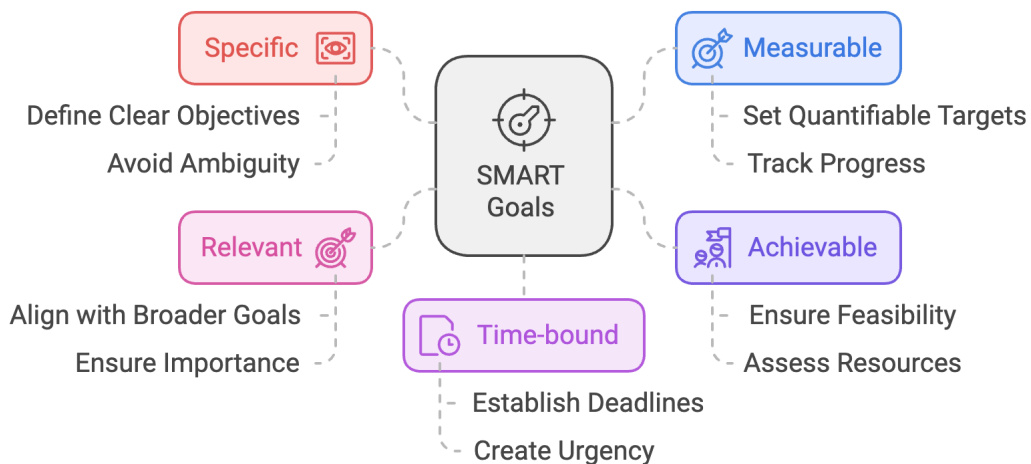 Specific
Define Clear Objectives
Avoid Ambiguity
SMART
Goals
Measurable
Set Quantifiable Targets
Track Progress
Relevant
Align with Broader Goals
Ensure Importance
Achievable
Ensure Feasibility
Assess Resources
Time-bound
Establish Deadlines
Create Urgency